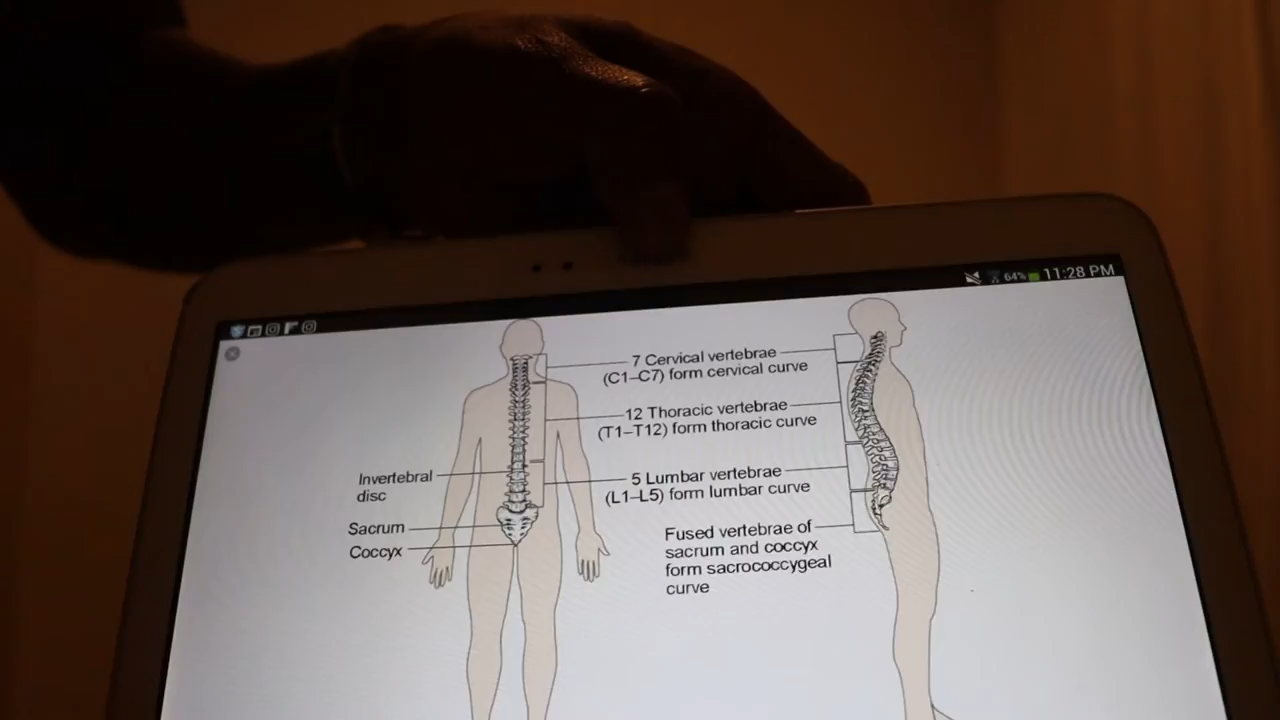 64% 11:28 PM
7 Cervical vertebrae
(C1–C7) form cervical curve
12 Thoracic vertebrae
(T1–T12) form thoracic curve
Invertebral
disc
5 Lumbar vertebrae
(L1–L5) form lumbar curve
Sacrum
Coccyx
Fused vertebrae of
sacrum and coccyx
form sacrococcygeal
curve